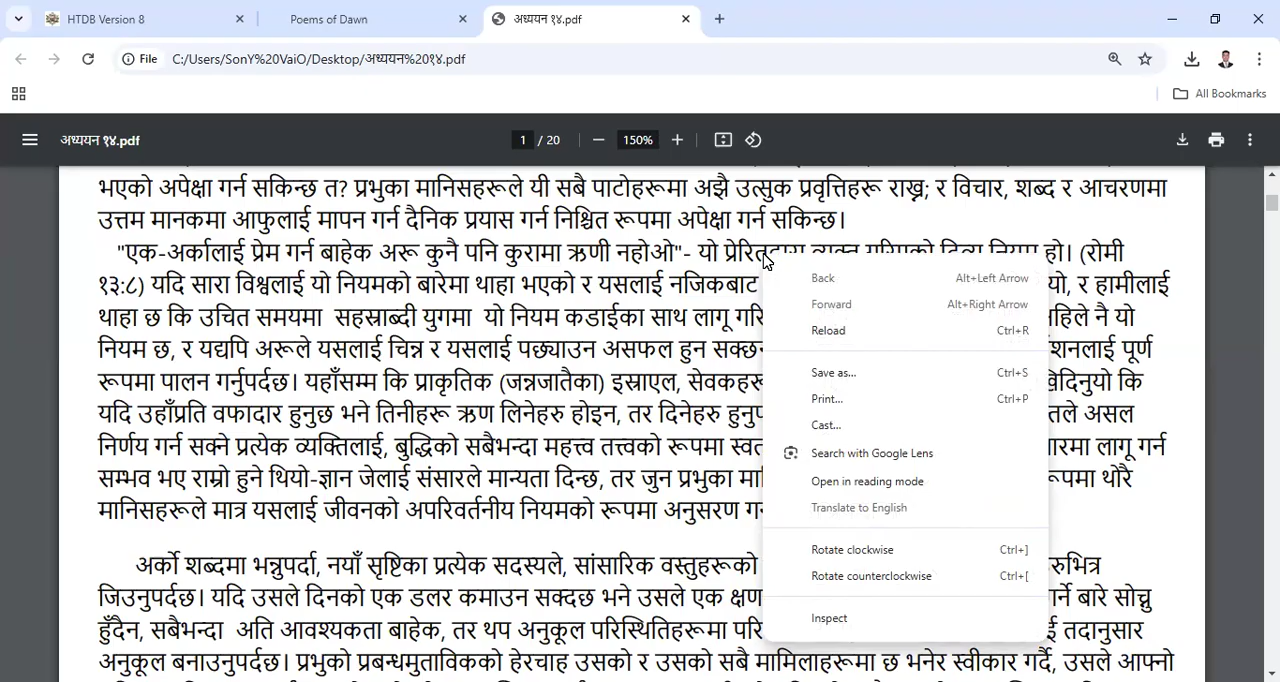 HTDB Version 8
Poems of Dawn
अध्ययन १४.pdf
File C:/Users/SonY%20VaiO/Desktop/अध्ययन%20१४.pdf
All Bookmarks
अध्ययन १४.pdf
1 / 20
150%
भएको अपेक्षा गर्न सकिन्छ त? प्रभुका मानिसहरूले यी सबै पाटोहरूमा अझै उत्सुक प्रवृत्तिहरू राख्न; र विचार, शब्द र आचरणमा
उत्तम मानकमा आफुलाई मापन गर्न दैनिक प्रयास गर्न निश्चित रूपमा अपेक्षा गर्न सकिन्छ।
"एक-अर्कालाई प्रेम गर्न बाहेक अरू कुनै पनि कुरामा ऋणी नहोओ"- यो प्रेरितद्वारा व्यक्त गरिएको दिव्य नियम हो। (रोमी
१३:८) यदि सारा विश्वलाई यो नियमको बारेमा थाहा भएको र यसलाई नजिकबाट यो, र हामीलाई
थाहा छ कि उचित समयमा सहस्राब्दी युगमा यो नियम कडाईका साथ लागू अहिले नै यो
नियम छ, र यद्यपि अरूले यसलाई चिन्न र यसलाई पछ्याउन असफल हुन पूर्ण
रूपमा पालन गर्नुपर्दछ। यहाँसम्म कि प्राकृतिक (जन्नजातैका) इस्राएल, कि
यदि उहाँप्रति वफादार हुनुछ भने तिनीहरू ऋण लिनेहरु होइन, तर दिनेहरु असल
निर्णय गर्न सक्ने प्रत्येक व्यक्तिलाई, बुद्धिको सबैभन्दा महत्त्व तत्त्वको रूपमा लागू गर्न
सम्भव भए राम्रो हुने थियो-ज्ञान जेलाई संसारले मान्यता दिन्छ, तर जुन प्रभुका थोरै
मानिसहरूले मात्र यसलाई जीवनको अपरिवर्तनीय नियमको रूपमा अनुसरण
अर्को शब्दमा भन्नुपर्दा, नयाँ सृष्टिका प्रत्येक सदस्यले, सांसारिक वस्तुहरूको
जिउनुपर्दछ। यदि उसले दिनको एक डलर कमाउन सक्दछ भने उसले एक गर्ने बारे सोच्नु
हुँदैन, सबैभन्दा अति आवश्यकता बाहेक, तर थप अनुकूल परिस्थितिहरूमा तदानुसार
अनुकूल बनाउनुपर्दछ। प्रभुको प्रबन्धमुताविकको हेरचाह उसको र उसको सबै मामिलाहरूमा छ भनेर स्वीकार गर्दै, उसले आफ्नो
Back Alt+Left Arrow
Forward Alt+Right Arrow
Reload Ctrl+R
Save as... Ctrl+S
Print... Ctrl+P
Cast...
Search with Google Lens
Open in reading mode
Translate to English
Rotate clockwise Ctrl+]
Rotate counterclockwise Ctrl+[
Inspect